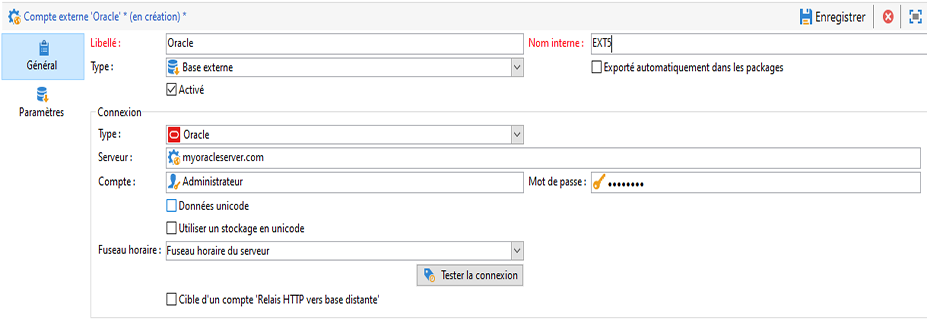 Compte externe 'Oracle' * (en création) *
Enregistrer
Général
Paramètres
Libellé :
Oracle
Nom interne :
EXT5
Type :
Base externe
Exporté automatiquement dans les packages
Activé
Connexion
Type :
Oracle
Serveur :
myoracleserver.com
Compte :
Administrateur
Mot de passe :
••••••••
Données unicode
Utiliser un stockage en unicode
Fuseau horaire :
Fuseau horaire du serveur
Tester la connexion
Cible d'un compte 'Relais HTTP vers base distante'